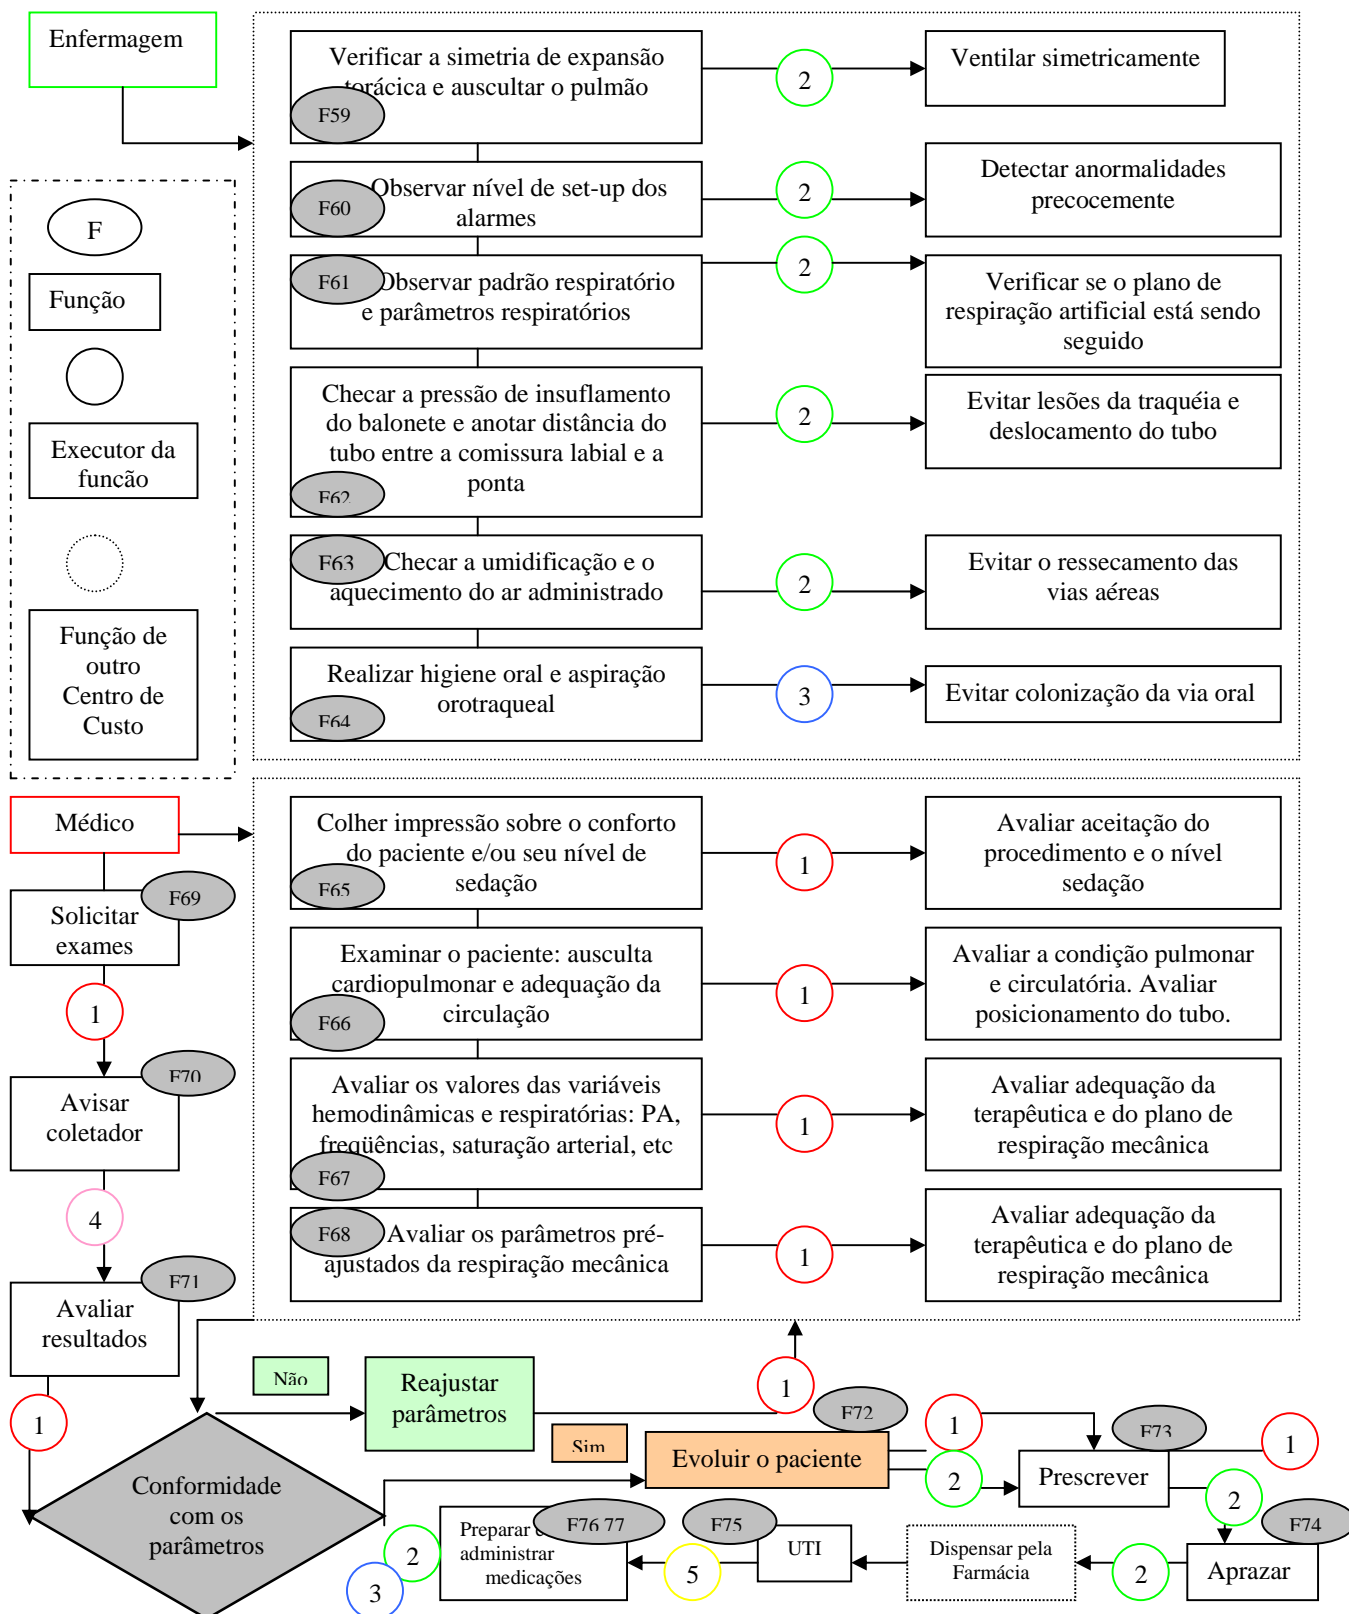 Enfermagem
Verificar a simetria de expansão
torácica e auscultar o pulmão
F59
2
Ventilar simetricamente
Observar nível de set-up dos
alarmes
F60
2
Detectar anormalidades
precocemente
F61
Observar padrão respiratório
e parâmetros respiratórios
2
Verificar se o plano de
respiração artificial está sendo
seguido
Checar a pressão de insuflamento
do balonete e anotar distância do
tubo entre a comissura labial e a
ponta
F62
2
Evitar lesões da traquéia e
deslocamento do tubo
F63
Checar a umidificação e o
aquecimento do ar administrado
2
Evitar o ressecamento das
vias aéreas
Realizar higiene oral e aspiração
orotraqueal
F64
3
Evitar colonização da via oral
F
Função
Executor da
função
Função de
outro
Centro de
Custo
Médico
Colher impressão sobre o conforto
do paciente e/ou seu nível de
sedação
F65
1
Avaliar aceitação do
procedimento e o nível
sedação
Examinar o paciente: ausculta
cardiopulmonar e adequação da
circulação
F66
1
Avaliar a condição pulmonar
e circulatória. Avaliar
posicionamento do tubo.
Avaliar os valores das variáveis
hemodinâmicas e respiratórias: PA,
freqüências, saturação arterial, etc
F67
1
Avaliar adequação da
terapêutica e do plano de
respiração mecânica
F68
Avaliar os parâmetros pré-
ajustados da respiração mecânica
1
Avaliar adequação da
terapêutica e do plano de
respiração mecânica
F69
Solicitar
exames
1
F70
Avisar
coletador
4
F71
Avaliar
resultados
1
Conformidade
com os
parâmetros
Não
Reajustar
parâmetros
1
Sim
F72
Evoluir o paciente
1
2
F73
Prescrever
1
2
F74
Aprazar
2
Dispensar pela
Farmácia
F75
UTI
5
F76,77
Preparar e
administrar
medicações
2
3